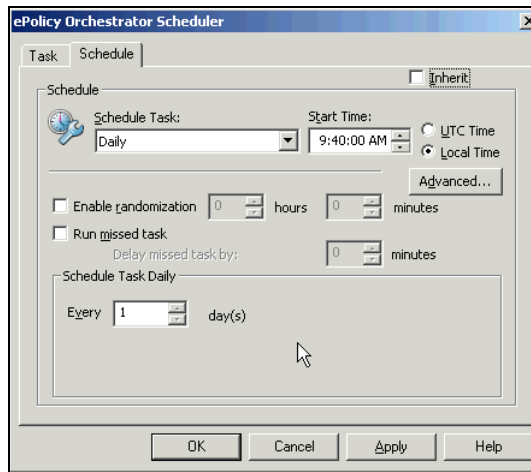 ePolicy Orchestrator Scheduler
Task Schedule
Inherit
Schedule
Schedule Task: Start Time:
Daily 9:40:00 AM UTC Time
Local Time
Advanced...
Enable randomization 0 hours 0 minutes
Run missed task
Delay missed task by: 0 minutes
Schedule Task Daily
Every 1 day(s)
OK Cancel Apply Help